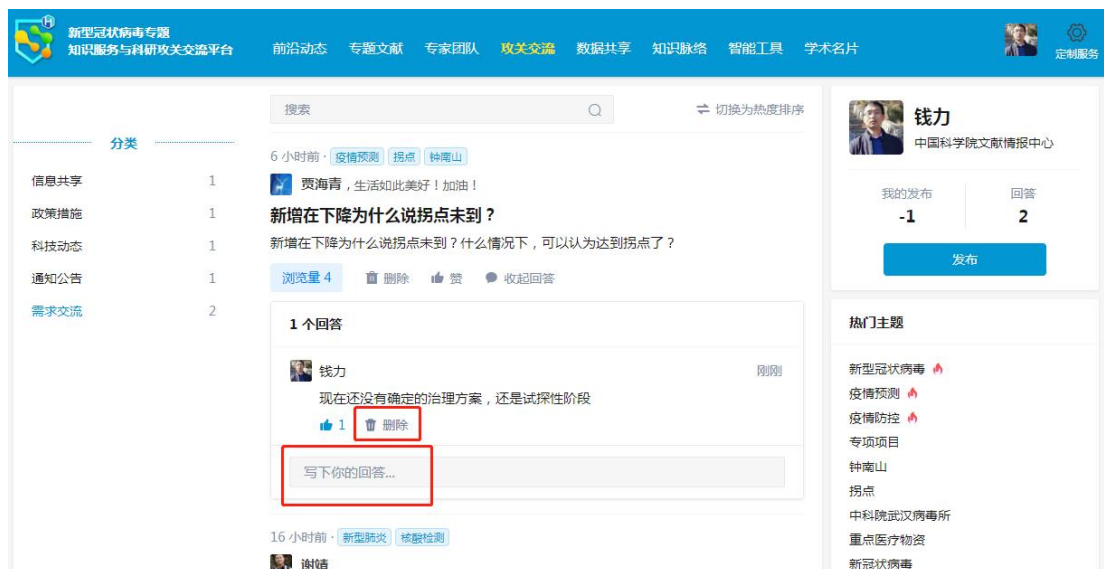 新型冠状病毒专题
知识服务与科研攻关交流平台
前沿动态 专题文献 专家团队 攻关交流 数据共享 知识脉络 智能工具 学术名片
定制服务
分类
信息共享 1
政策措施 1
科技动态 1
通知公告 1
需求交流 2
搜索
切换为热度排序
6 小时前 · 疫情预测 拐点 钟南山
贾海青，生活如此美好！加油！
新增在下降为什么说拐点未到？
新增在下降为什么说拐点未到？什么情况下，可以认为达到拐点了？
浏览量 4 删除 赞 收起回答
1 个回答
钱力 刚刚
现在还没有确定的治理方案，还是试探性阶段
1 删除
写下你的回答...
16 小时前 · 新型肺炎 核酸检测
谢靖
钱力
中国科学院文献情报中心
我的发布 回答
-1 2
发布
热门主题
新型冠状病毒
疫情预测
疫情防控
专项项目
钟南山
拐点
中科院武汉病毒所
重点医疗物资
新冠状病毒